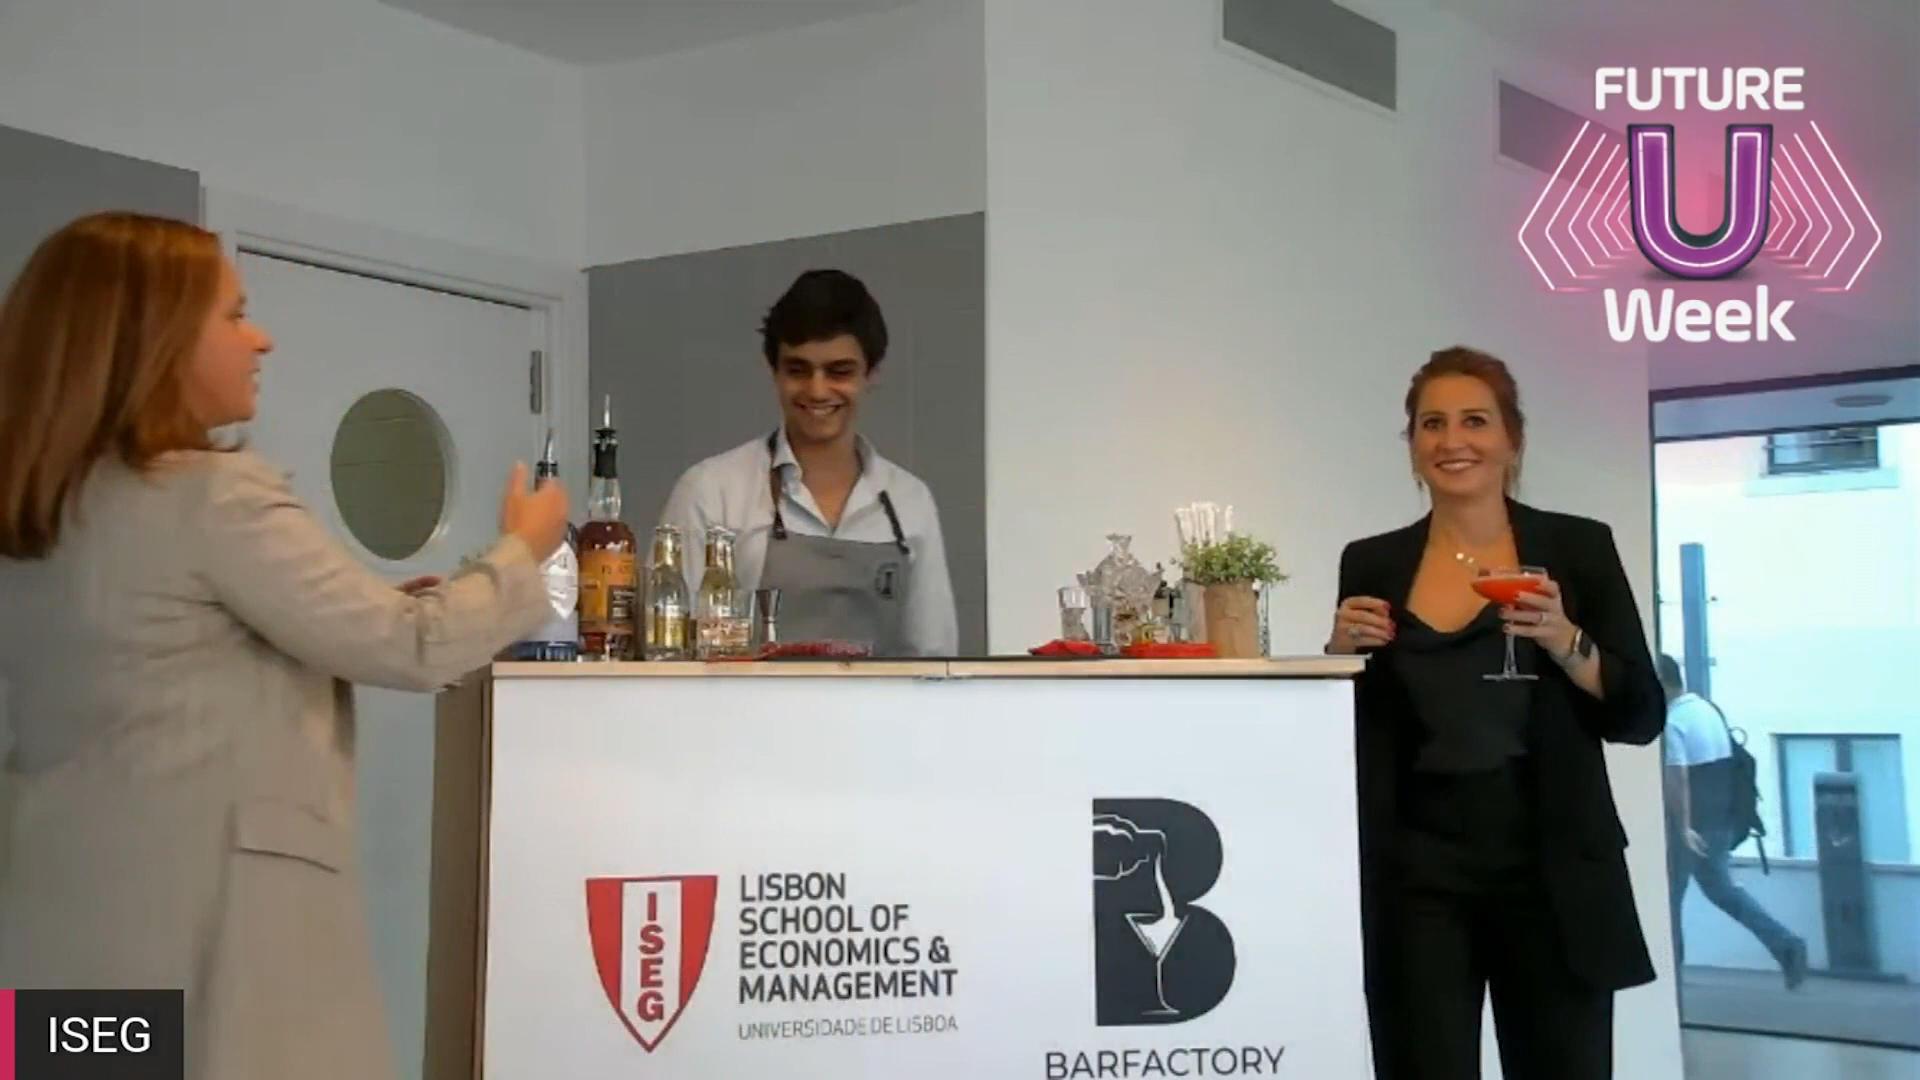 FUTURE
U
Week
ISEG
LISBON
SCHOOL OF
ECONOMICS &
MANAGEMENT
UNIVERSIDADE DE LISBOA
B
BARFACTORY
ISEG